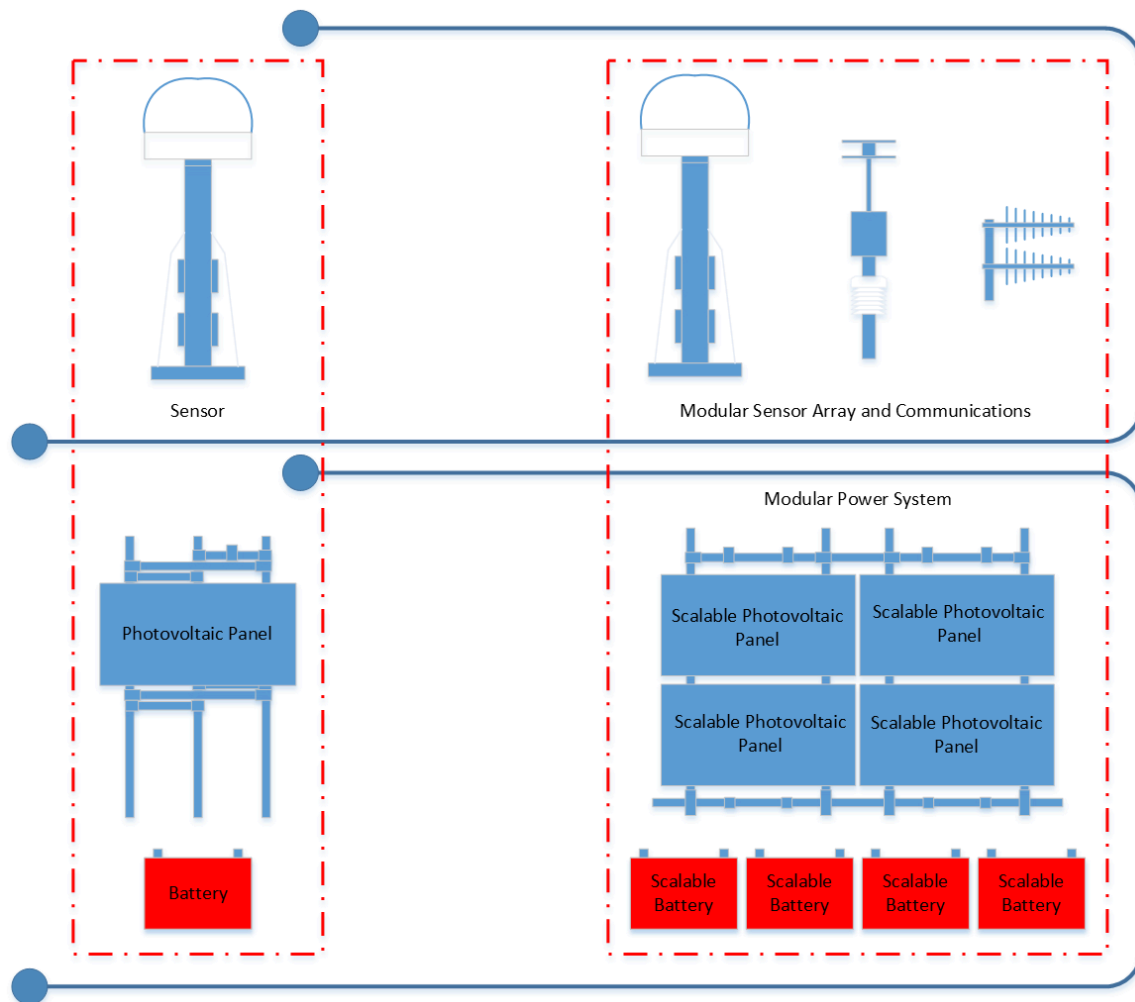 Sensor
Modular Sensor Array and Communications
Modular Power System
Photovoltaic Panel
Scalable Photovoltaic
Panel
Scalable Photovoltaic
Panel
Scalable Photovoltaic
Panel
Scalable Photovoltaic
Panel
Battery
Scalable
Battery
Scalable
Battery
Scalable
Battery
Scalable
Battery